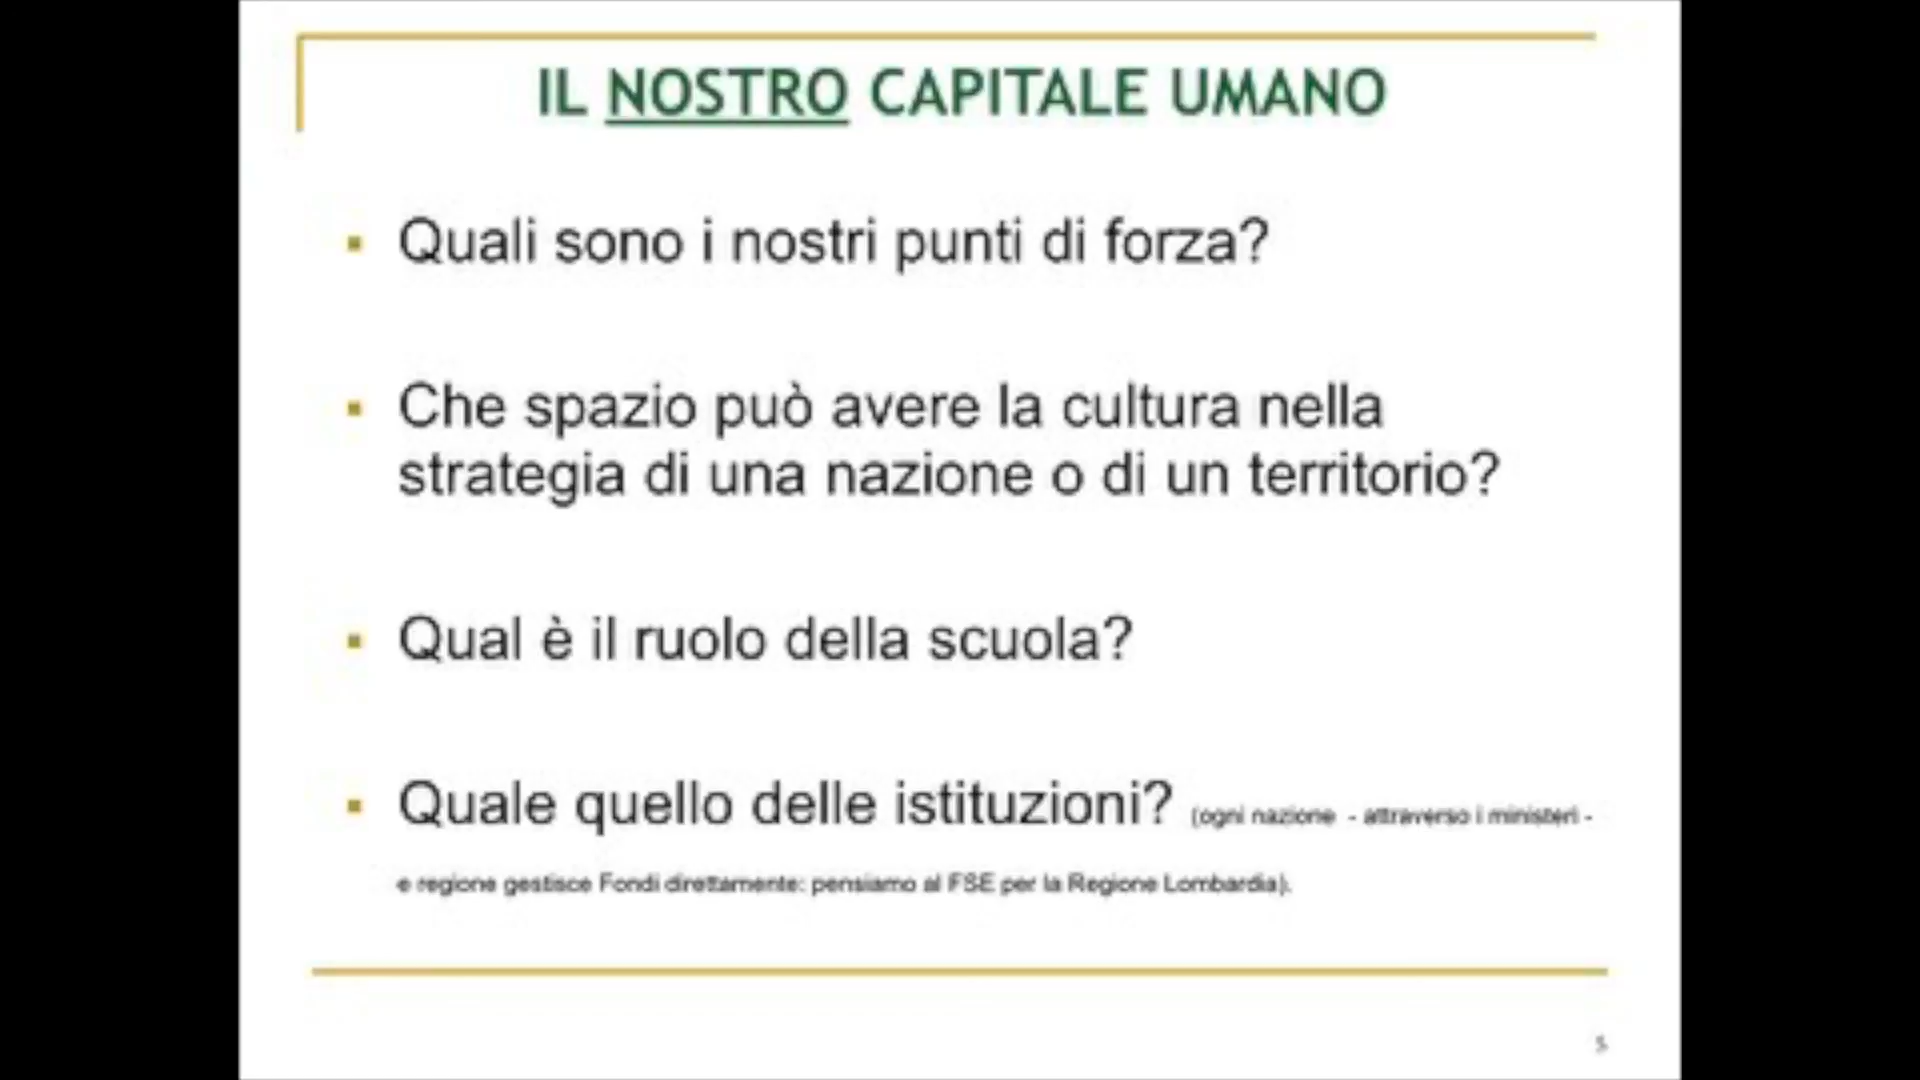 IL NOSTRO CAPITALE UMANO
Quali sono i nostri punti di forza?
Che spazio può avere la cultura nella
strategia di una nazione o di un territorio?
Qual è il ruolo della scuola?
Quale quello delle istituzioni? (ogni nazione - attraverso i ministeri -
e regione gestisce Fondi direttamente: pensiamo al FSE per la Regione Lombardia).
5